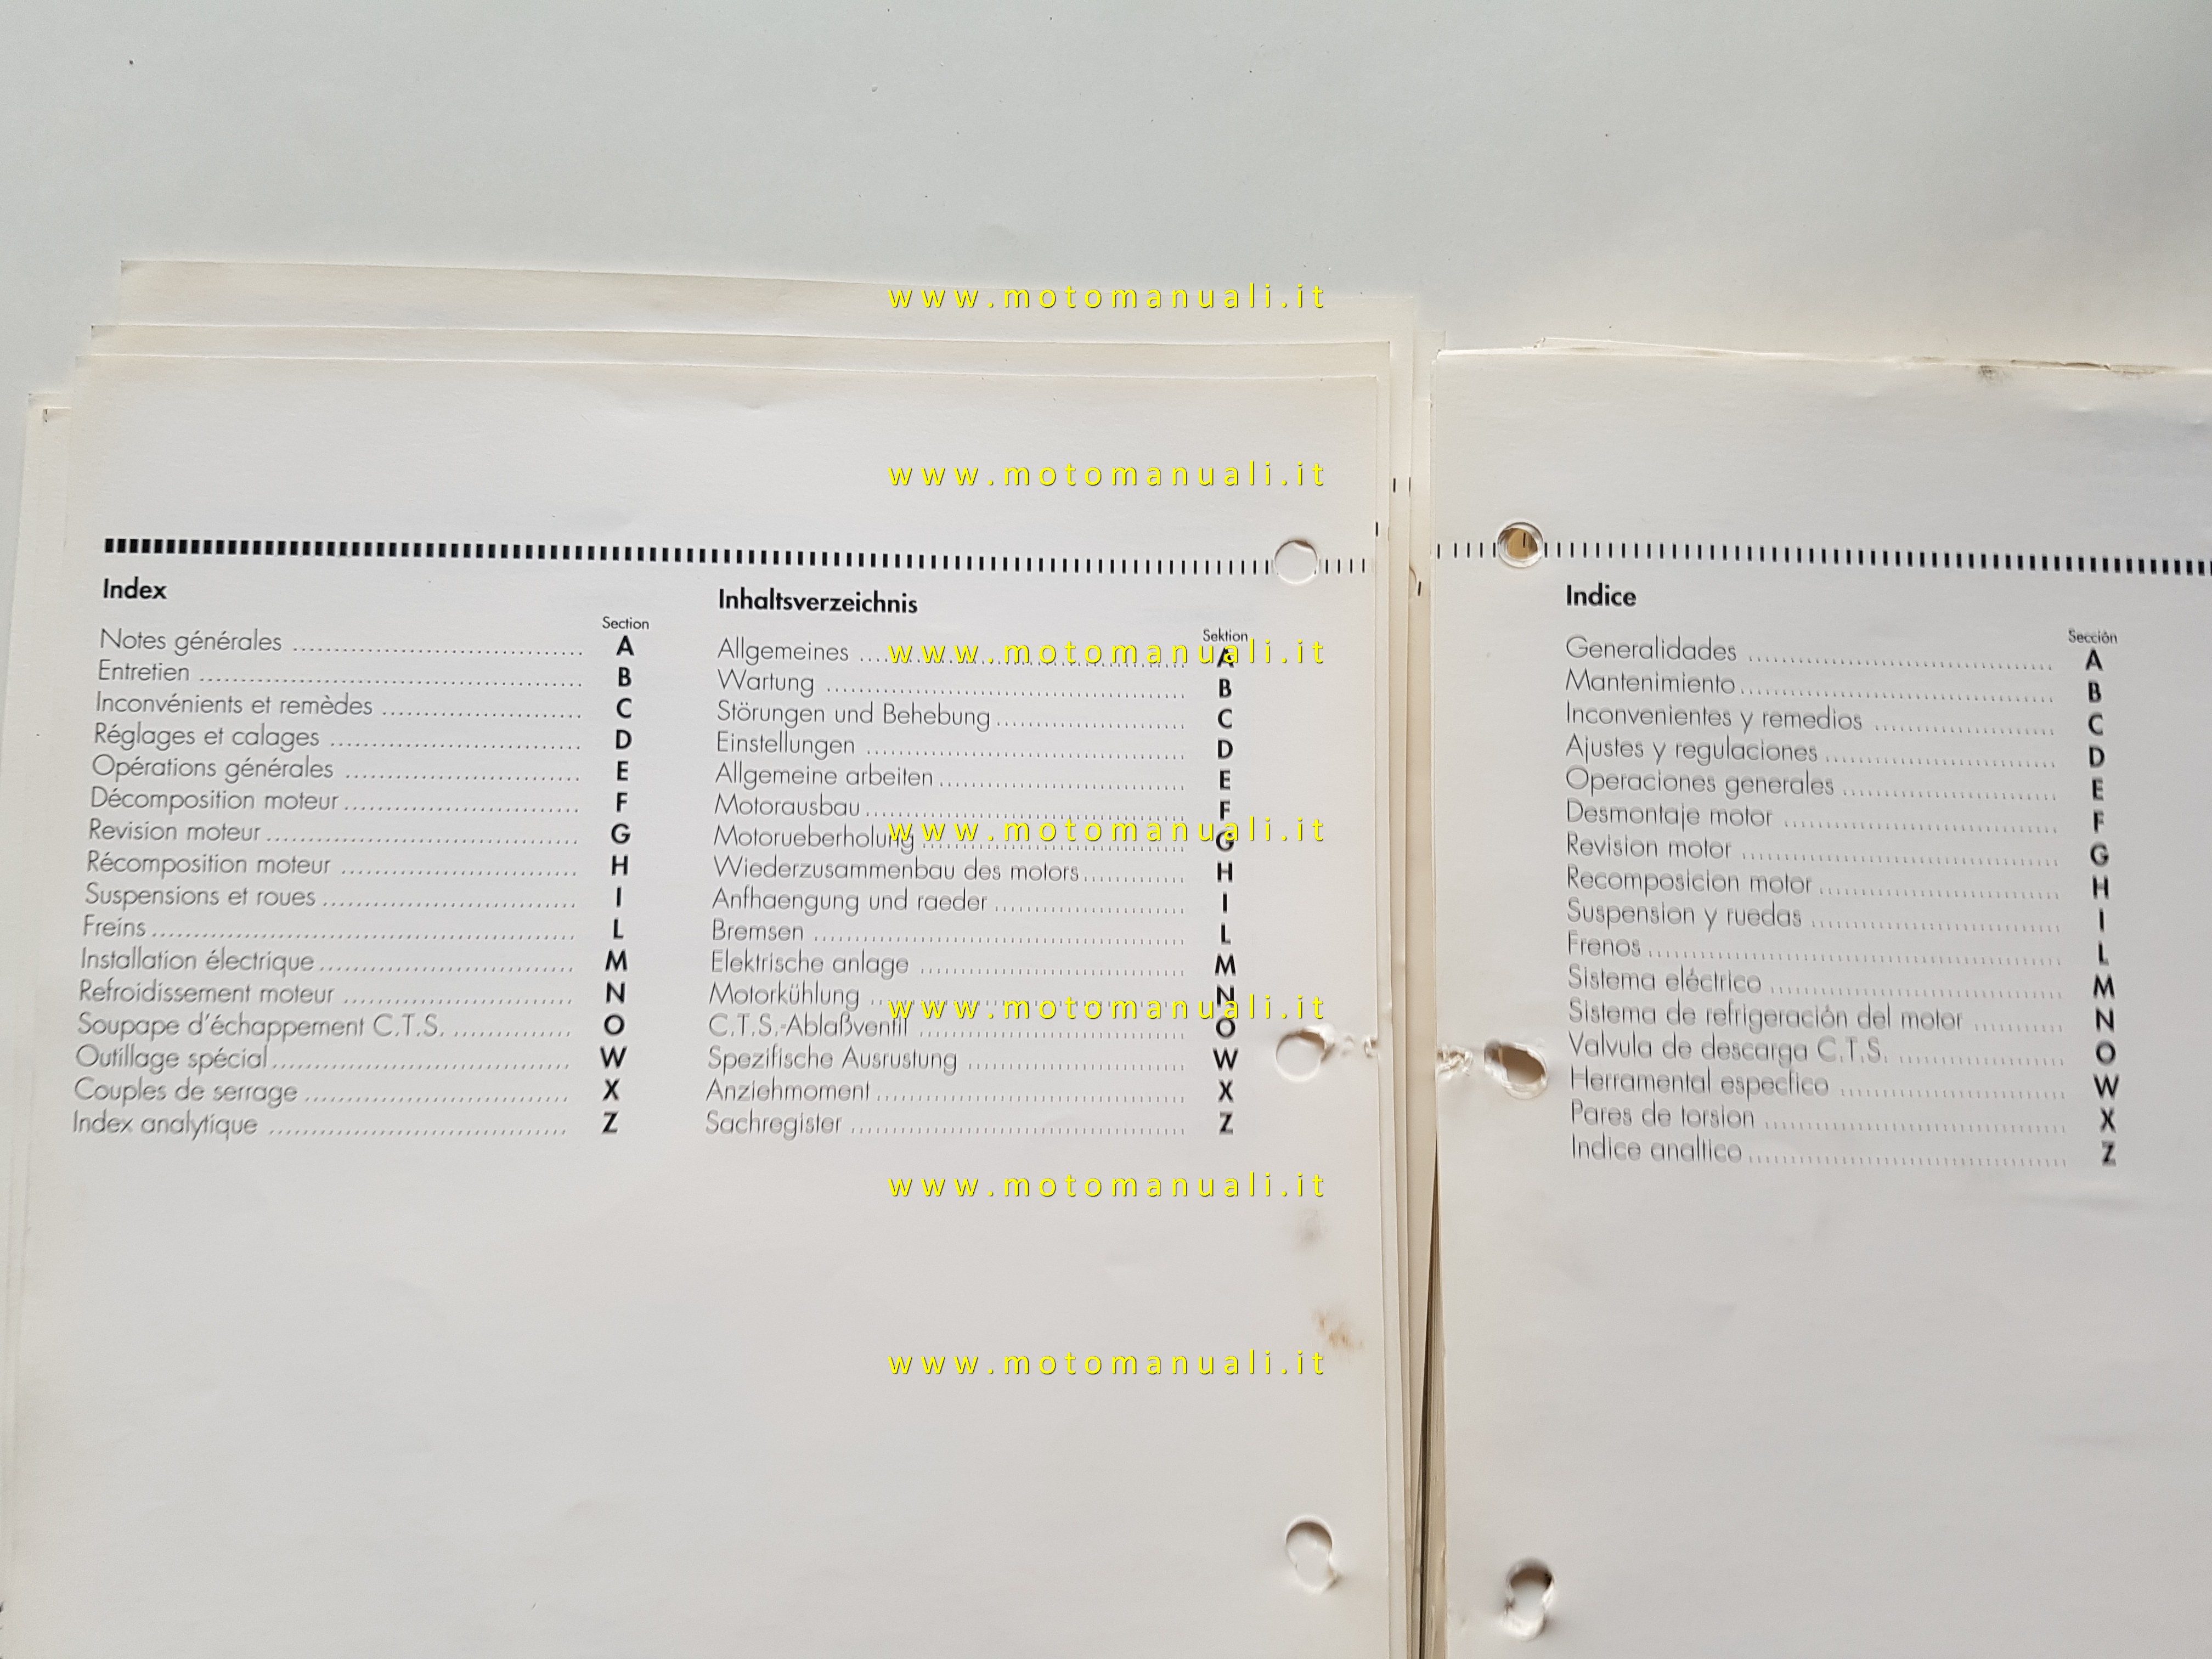 www.motomanuali.it
www.motomanuali.it
Index
Section
Notes générales ........ A
Entretien ........ B
Inconvénients et remèdes ........ C
Réglages et calages ........ D
Opérations générales ........ E
Décomposition moteur ........ F
Revision moteur ........ G
Récomposition moteur ........ H
Suspensions et roues ........ I
Freins ........ L
Installation électrique ........ M
Refroidissement moteur ........ N
Soupape d'échappement C.T.S. ........ O
Outillage spécial ........ W
Couples de serrage ........ X
Index analytique ........ Z
Inhaltsverzeichnis
Sektion
Allgemeines ........ A
www.motomanuali.it
Wartung ........ B
Störungen und Behebung ........ C
Einstellungen ........ D
Allgemeine arbeiten ........ E
Motorausbau ........ F
Motorueberholung ........ G
www.motomanuali.it
Wiederzusammenbau des motors ........ H
Anfhaengung und raeder ........ I
Bremsen ........ L
Elektrische anlage ........ M
Motorkühlung ........ N
www.motomanuali.it
C.T.S.-Ablaßventil ........ O
Spezifische Ausrustung ........ W
Anziehmoment ........ X
Sachregister ........ Z
www.motomanuali.it
www.motomanuali.it
Indice
Sección
Generalidades ........ A
Mantenimiento ........ B
Inconvenientes y remedios ........ C
Ajustes y regulaciones ........ D
Operaciones generales ........ E
Desmontaje motor ........ F
Revision motor ........ G
Recomposicion motor ........ H
Suspension y ruedas ........ I
Frenos ........ L
Sistema eléctrico ........ M
Sistema de refrigeración del motor ........ N
Valvula de descarga C.T.S. ........ O
Herramental especfico ........ W
Pares de torsion ........ X
Indice analtico ........ Z